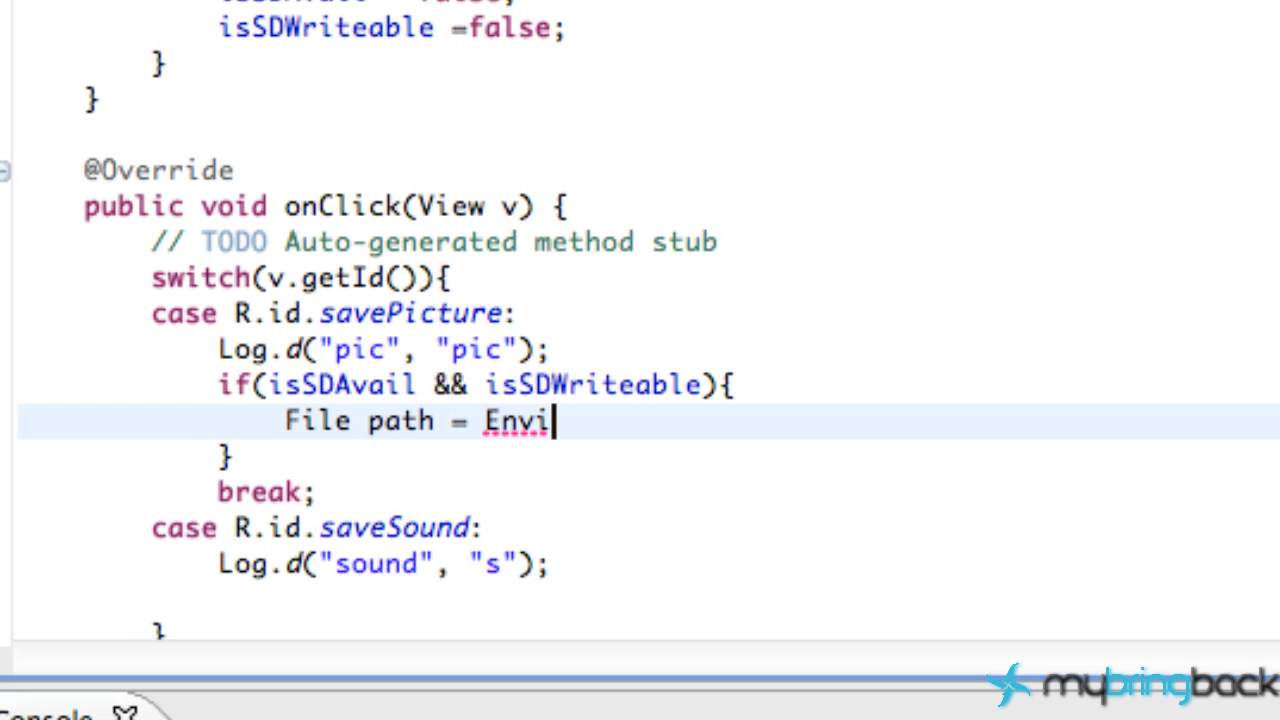 isSDWriteable =false;
}
}
@Override
public void onClick(View v) {
// TODO Auto-generated method stub
switch(v.getId()){
case R.id.savePicture:
Log.d("pic", "pic");
if(isSDAvail && isSDWriteable){
File path = Envi
}
break;
case R.id.saveSound:
Log.d("sound", "s");
}
mybringback
Console